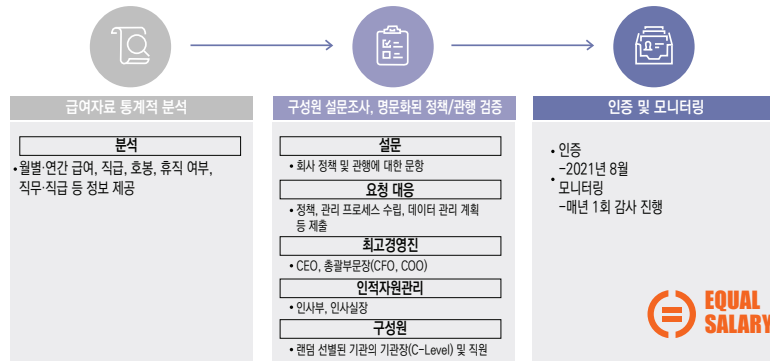 급여자료 통계적 분석
분석
• 월별·연간 급여, 직급, 호봉, 휴직 여부,
직무·직급 등 정보 제공
구성원 설문조사, 명문화된 정책/관행 검증
설문
• 회사 정책 및 관행에 대한 문항
요청 대응
• 정책, 관리 프로세스 수립, 데이터 관리 계획
등 제출
최고경영진
• CEO, 총괄부문장(CFO, COO)
인적자원관리
• 인사부, 인사실장
구성원
• 랜덤 선별된 기관의 기관장(C-Level) 및 직원
인증 및 모니터링
• 인증
-2021년 8월
• 모니터링
-매년 1회 감사 진행
EQUAL
SALARY